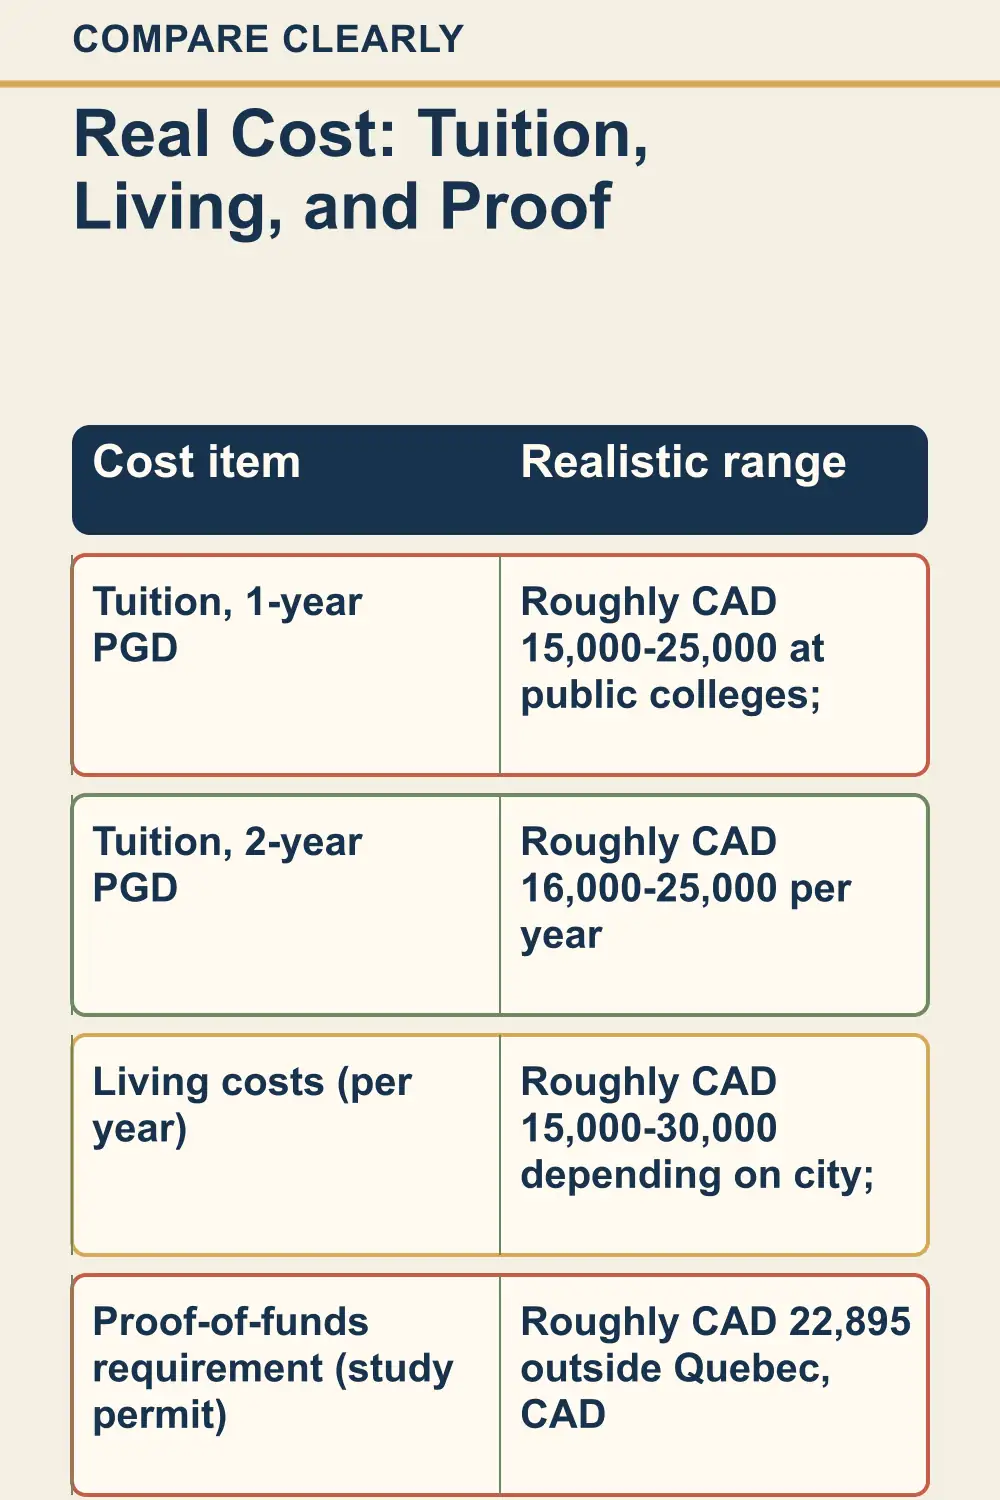 COMPARE CLEARLY
Real Cost: Tuition,
Living, and Proof
Cost item
Realistic range
Tuition, 1-year
PGD
Roughly CAD
15,000-25,000 at
public colleges;
Tuition, 2-year
PGD
Roughly CAD
16,000-25,000 per
year
Living costs (per
year)
Roughly CAD
15,000-30,000
depending on city;
Proof-of-funds
requirement (study
permit)
Roughly CAD 22,895
outside Quebec,
CAD